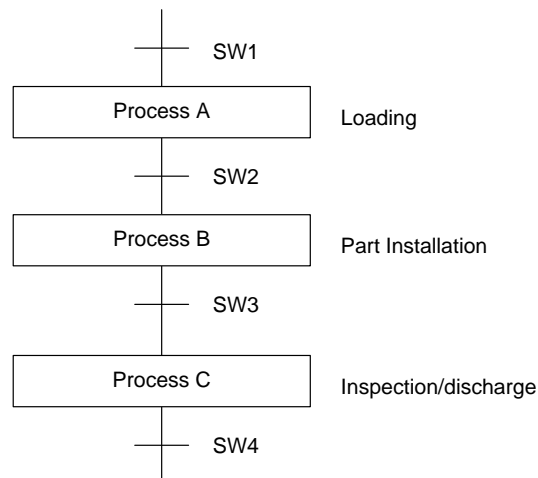 SW1
Process A
Loading
SW2
Process B
Part Installation
SW3
Process C
Inspection/discharge
SW4